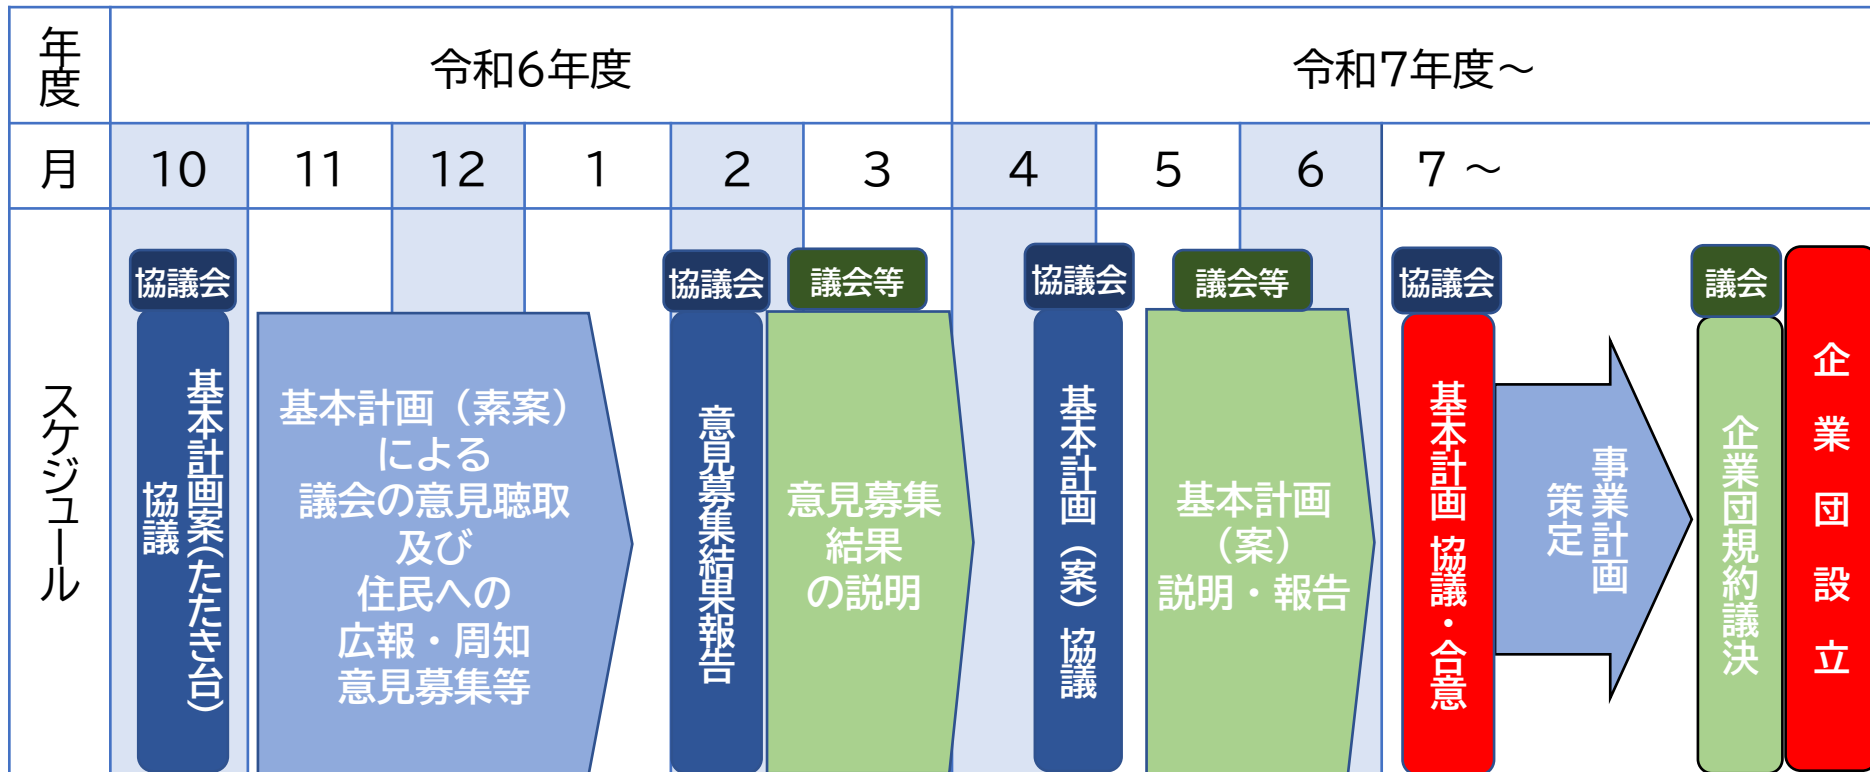 年度
令和6年度
令和7年度～
月
10
11
12
1
2
3
4
5
6
7 ～
スケジュール
協議会
基本計画案(たたき台)
協議
基本計画（素案）
による
議会の意見聴取
及び
住民への
広報・周知
意見募集等
協議会
意見募集結果報告
議会等
意見募集
結果
の説明
協議会
基本計画（案）協議
議会等
基本計画
（案）
説明・報告
協議会
基本計画 協議・合意
事業計画
策定
議会
企業団規約議決
企業団設立